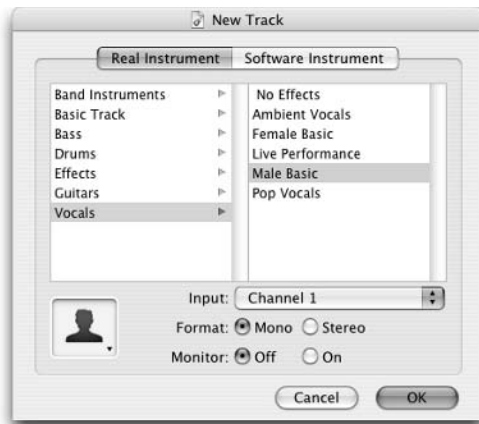 New Track
Real Instrument Software Instrument
Band Instruments
Basic Track
Bass
Drums
Effects
Guitars
Vocals
No Effects
Ambient Vocals
Female Basic
Live Performance
Male Basic
Pop Vocals
Input: Channel 1
Format: Mono Stereo
Monitor: Off On
Cancel OK